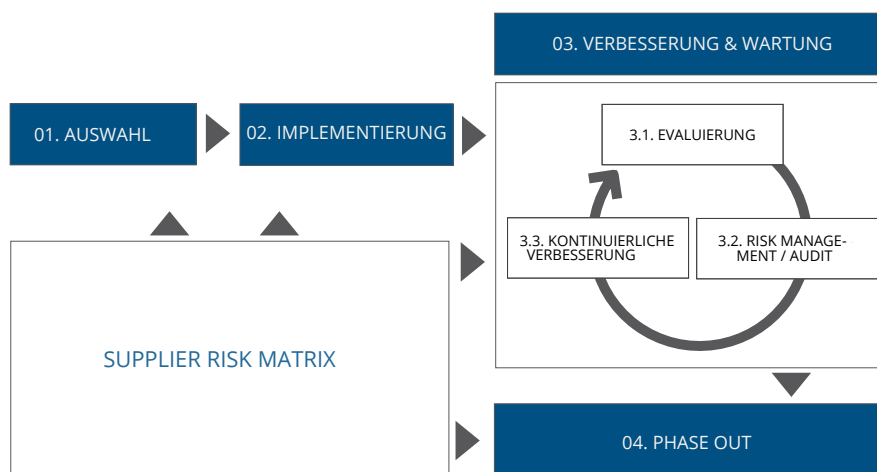 03. VERBESSERUNG & WARTUNG
01. AUSWAHL
02. IMPLEMENTIERUNG
3.1. EVALUIERUNG
3.3. KONTINUIERLICHE
VERBESSERUNG
3.2. RISK MANAGE-
MENT / AUDIT
SUPPLIER RISK MATRIX
04. PHASE OUT